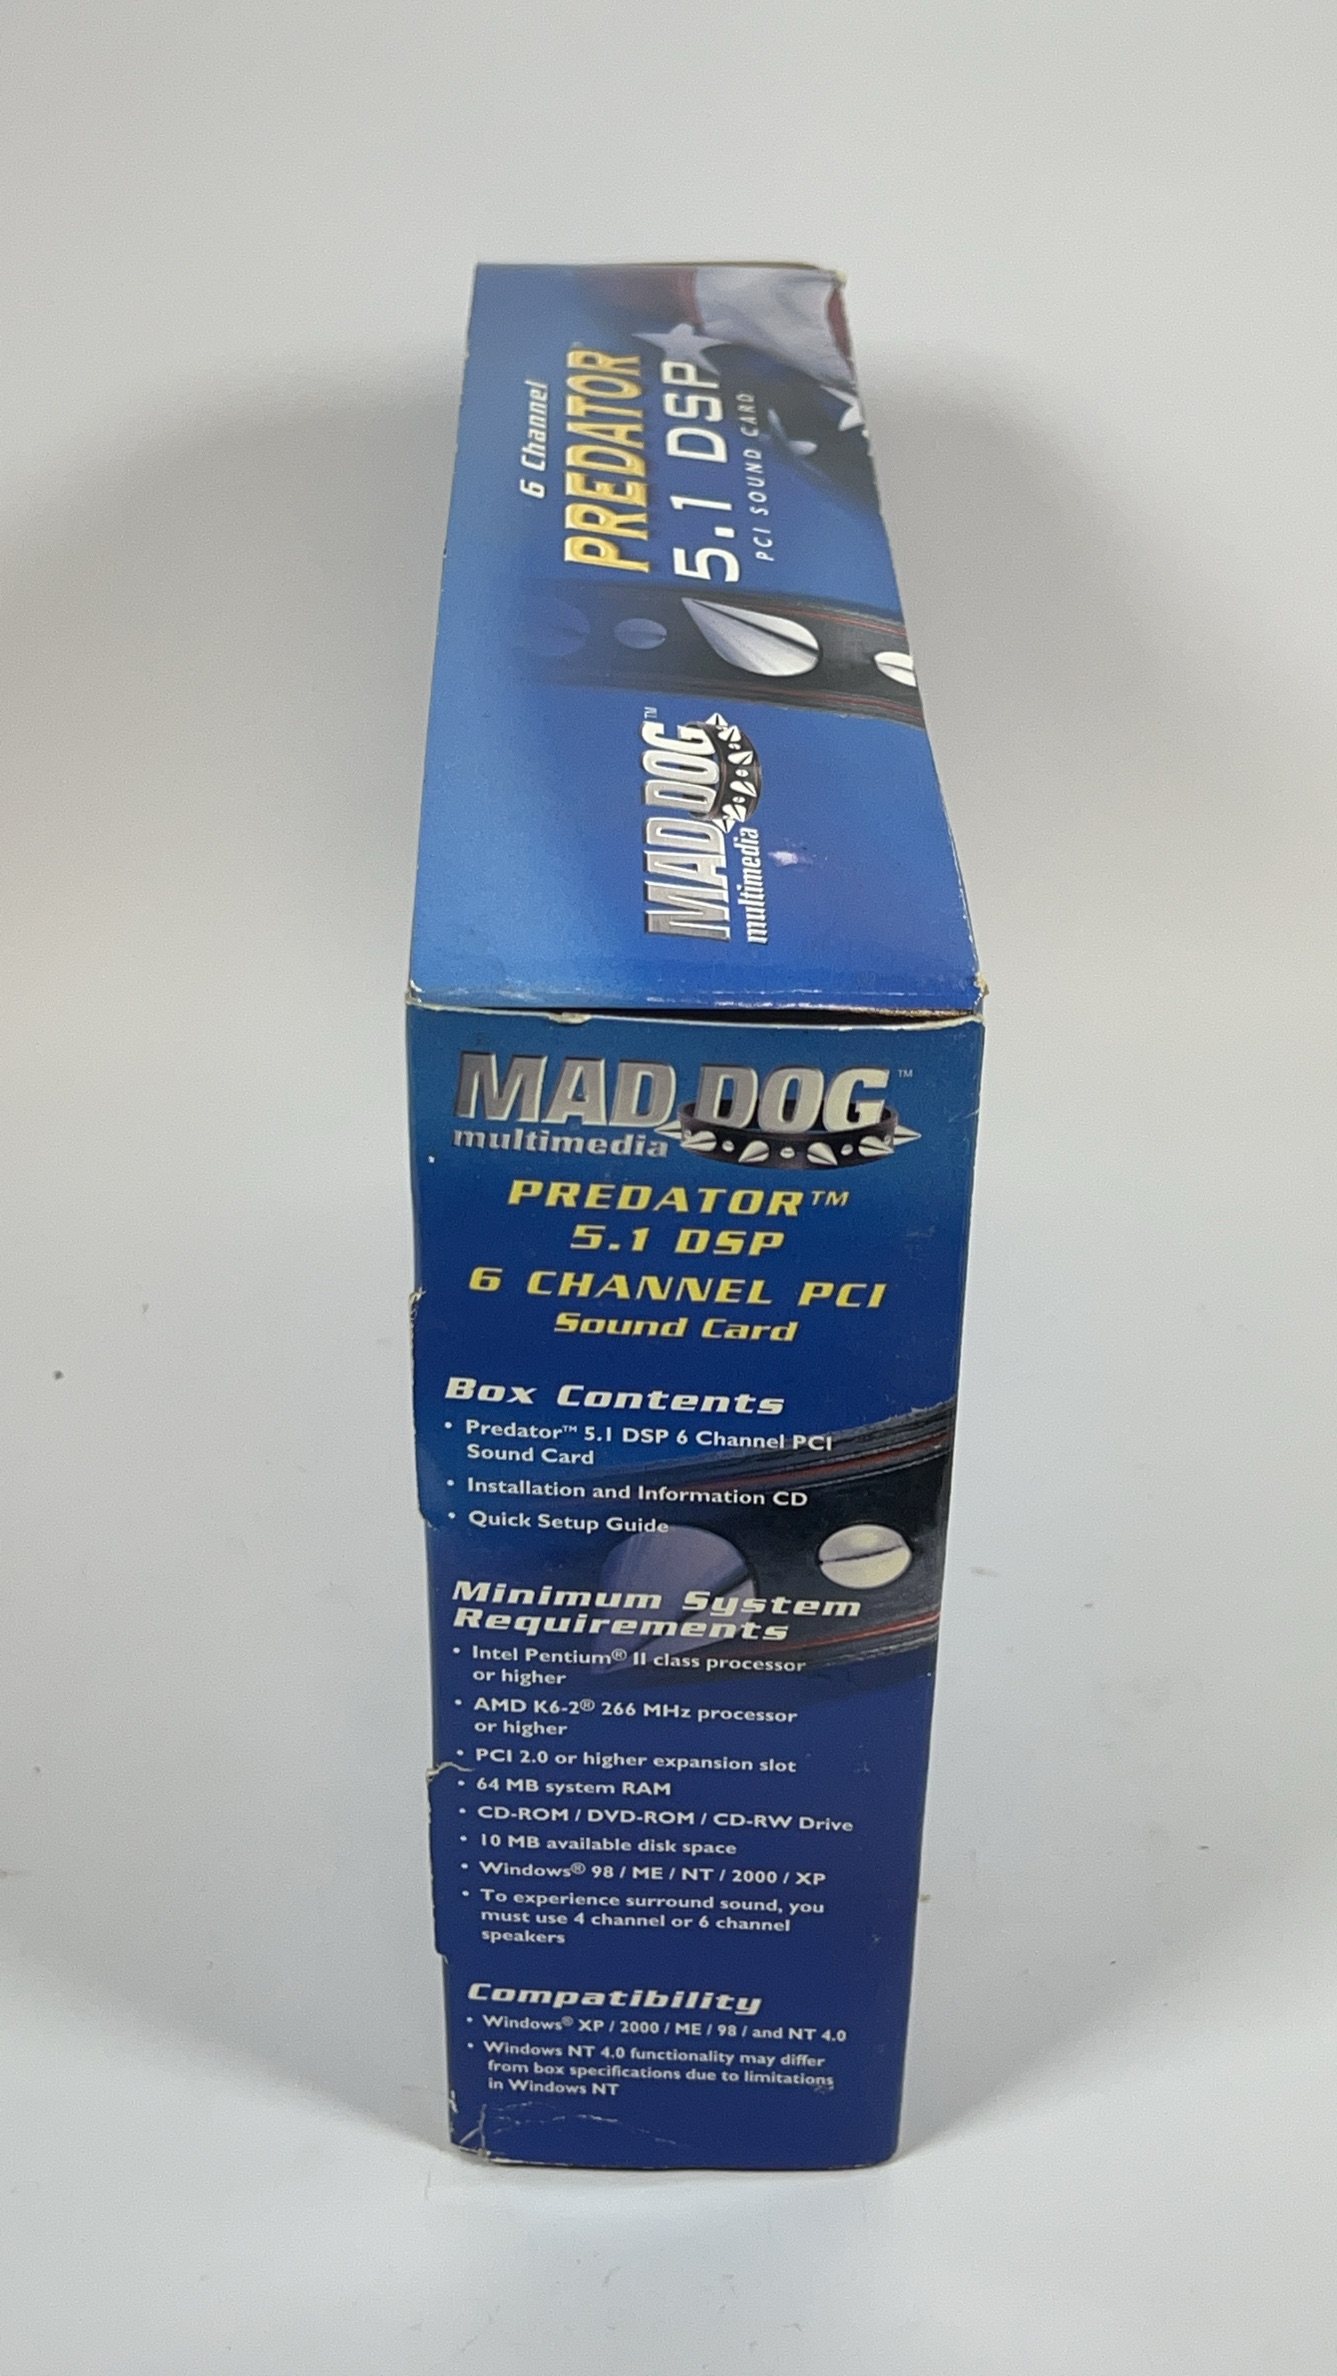 6 Channel
PREDATOR
5.1 DSP
PCI SOUND CARD
MAD DOG™
multimedia
MAD DOG™
multimedia
PREDATOR™
5.1 DSP
6 CHANNEL PCI
Sound Card
Box Contents
• Predator™ 5.1 DSP 6 Channel PCI
Sound Card
• Installation and Information CD
• Quick Setup Guide
Minimum System
Requirements
• Intel Pentium® II class processor
or higher
• AMD K6-2® 266 MHz processor
or higher
• PCI 2.0 or higher expansion slot
• 64 MB system RAM
• CD-ROM / DVD-ROM / CD-RW Drive
• 10 MB available disk space
• Windows® 98 / ME / NT / 2000 / XP
• To experience surround sound, you
must use 4 channel or 6 channel
speakers
Compatibility
• Windows® XP / 2000 / ME / 98 / and NT 4.0
• Windows NT 4.0 functionality may differ
from box specifications due to limitations
in Windows NT